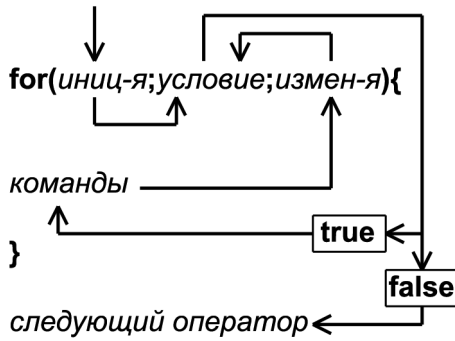 for(иниц-я;условие;измен-я){
команды
true
}
false
следующий оператор